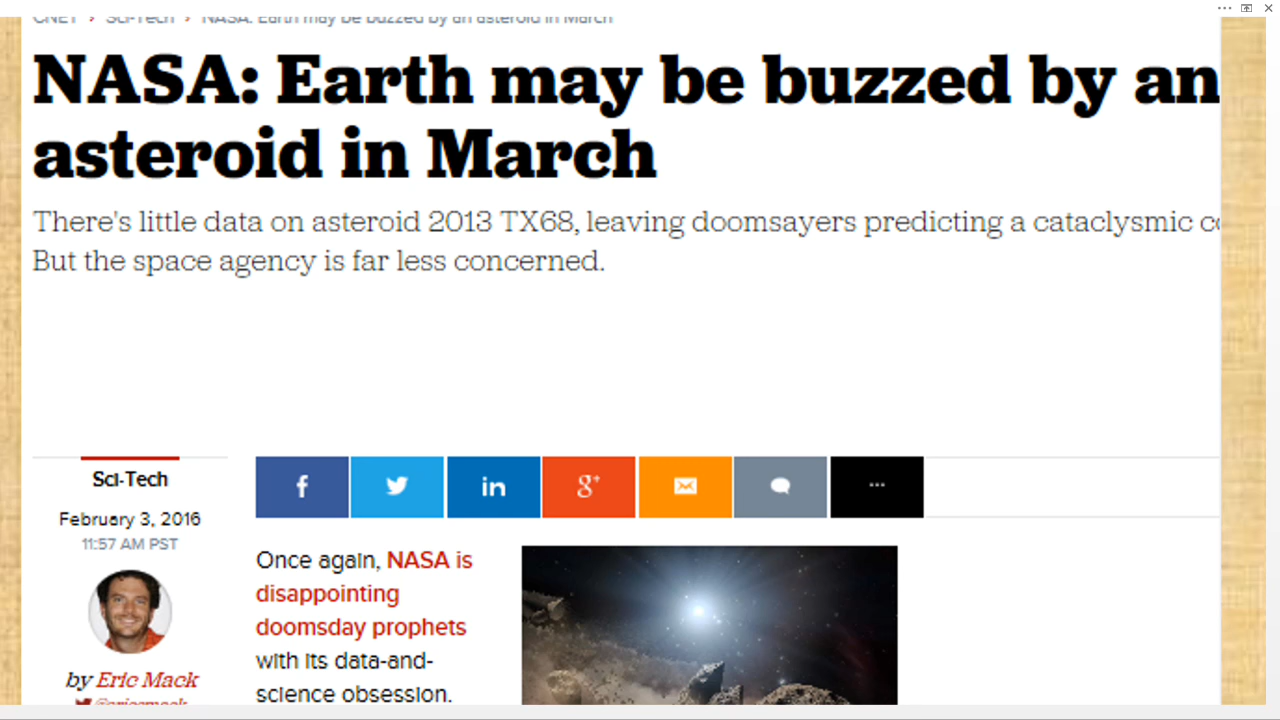 CNET > Sci-Tech > NASA: Earth may be buzzed by an asteroid in March
NASA: Earth may be buzzed by an
asteroid in March
There's little data on asteroid 2013 TX68, leaving doomsayers predicting a cataclysmic
But the space agency is far less concerned.
Sci-Tech
February 3, 2016
11:57 AM PST
by Eric Mack
@ericcmack
Once again, NASA is
disappointing
doomsday prophets
with its data-and-
science obsession.